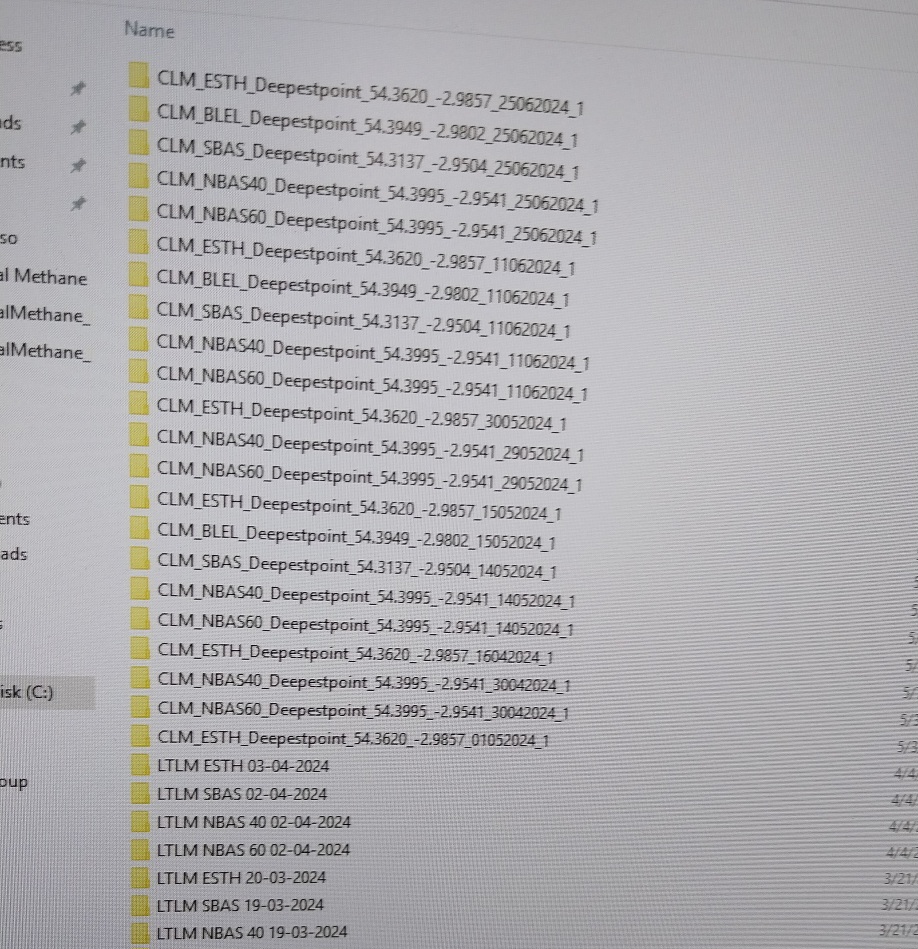 Name
ess
ds
nts
so
al Methane
alMethane_
alMethane_
ents
ads
s
isk (C:)
oup
CLM_ESTH_Deepestpoint_54.3620_-2.9857_25062024_1
CLM_BLEL_Deepestpoint_54.3949_-2.9802_25062024_1
CLM_SBAS_Deepestpoint_54.3137_-2.9504_25062024_1
CLM_NBAS40_Deepestpoint_54.3995_-2.9541_25062024_1
CLM_NBAS60_Deepestpoint_54.3995_-2.9541_25062024_1
CLM_ESTH_Deepestpoint_54.3620_-2.9857_11062024_1
CLM_BLEL_Deepestpoint_54.3949_-2.9802_11062024_1
CLM_SBAS_Deepestpoint_54.3137_-2.9504_11062024_1
CLM_NBAS40_Deepestpoint_54.3995_-2.9541_11062024_1
CLM_NBAS60_Deepestpoint_54.3995_-2.9541_11062024_1
CLM_ESTH_Deepestpoint_54.3620_-2.9857_30052024_1
CLM_NBAS40_Deepestpoint_54.3995_-2.9541_29052024_1
CLM_NBAS60_Deepestpoint_54.3995_-2.9541_29052024_1
CLM_ESTH_Deepestpoint_54.3620_-2.9857_15052024_1
CLM_BLEL_Deepestpoint_54.3949_-2.9802_15052024_1
CLM_SBAS_Deepestpoint_54.3137_-2.9504_14052024_1
CLM_NBAS40_Deepestpoint_54.3995_-2.9541_14052024_1
CLM_NBAS60_Deepestpoint_54.3995_-2.9541_14052024_1
CLM_ESTH_Deepestpoint_54.3620_-2.9857_16042024_1
CLM_NBAS40_Deepestpoint_54.3995_-2.9541_30042024_1
CLM_NBAS60_Deepestpoint_54.3995_-2.9541_30042024_1
CLM_ESTH_Deepestpoint_54.3620_-2.9857_01052024_1
LTLM ESTH 03-04-2024
LTLM SBAS 02-04-2024
LTLM NBAS 40 02-04-2024
LTLM NBAS 60 02-04-2024
LTLM ESTH 20-03-2024
LTLM SBAS 19-03-2024
LTLM NBAS 40 19-03-2024
5/
5/
5/3
5/3
4/4
4/4/
4/4/
4/4/2
3/21/
3/21/2
3/21/2